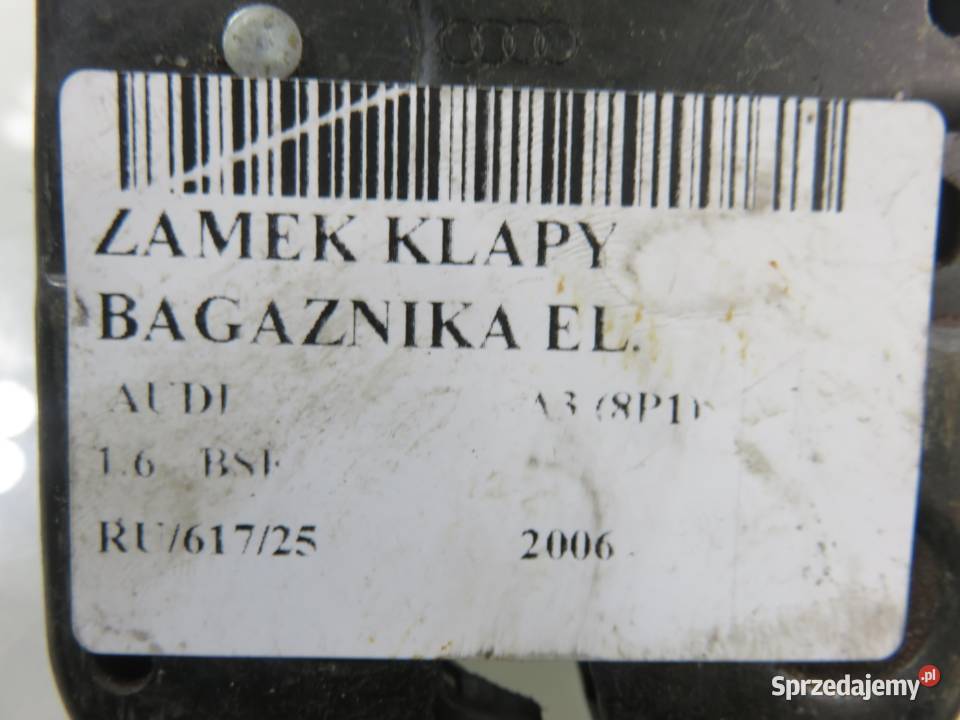 ZAMEK KLAPY
BAGAZNIKA EL.
AUDI A3 (8P1)
1.6 BSE
RU/617/25 2006
Sprzedajemy.pl